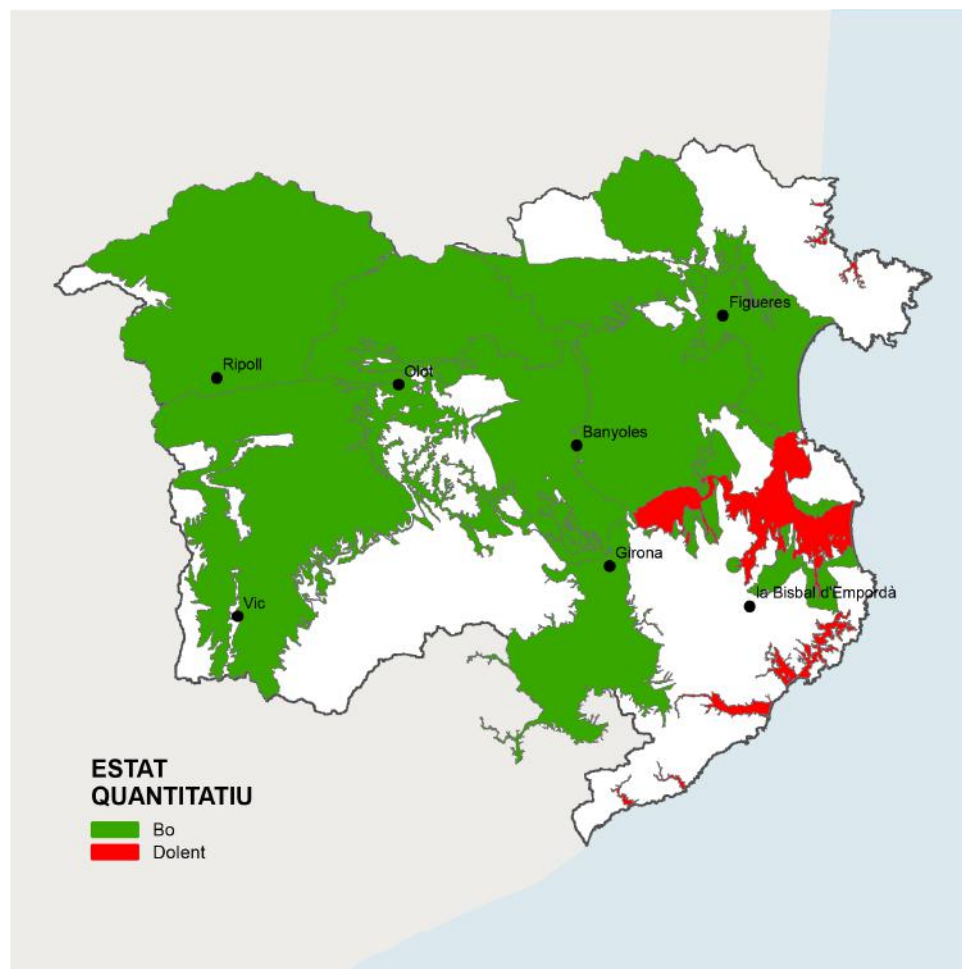 Figueres
Ripoll
Olot
Banyoles
Girona
la Bisbal d'Empordà
Vic
ESTAT
QUANTITATIU
Bo
Dolent